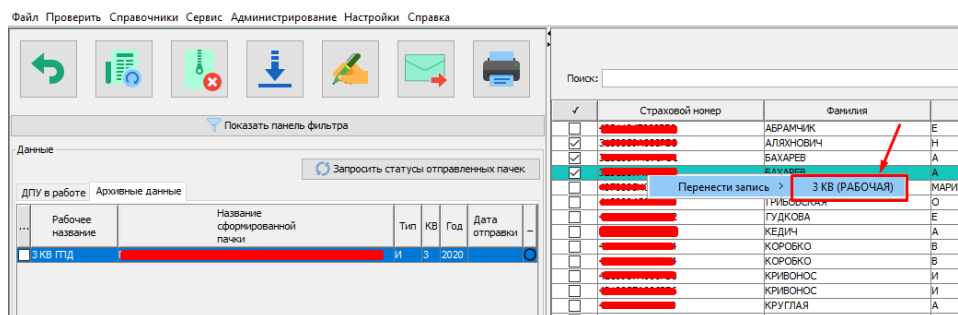 Файл Проверить Справочники Сервис Администрирование Настройки Справка
Поиск:
Показать панель фильтра
Данные
Запросить статусы отправленных пачек
ДПУ в работе Архивные данные
... Рабочее название Название сформированной пачки Тип КВ Год Дата отправки
3 КВ ГПД И 3 2020
✓ Страховой номер Фамилия
АБРАМЧИК Е
АЛЯХНОВИЧ Н
БАХАРЕВ А
БАХАРЕВ А
Перенести запись > 3 КВ (РАБОЧАЯ) МАРИ
ГРИБОВСКАЯ О
ГУДКОВА Е
КЕДИЧ А
КОРОБКО В
КОРОБКО В
КРИВОНОС И
КРИВОНОС И
КРУГЛАЯ А